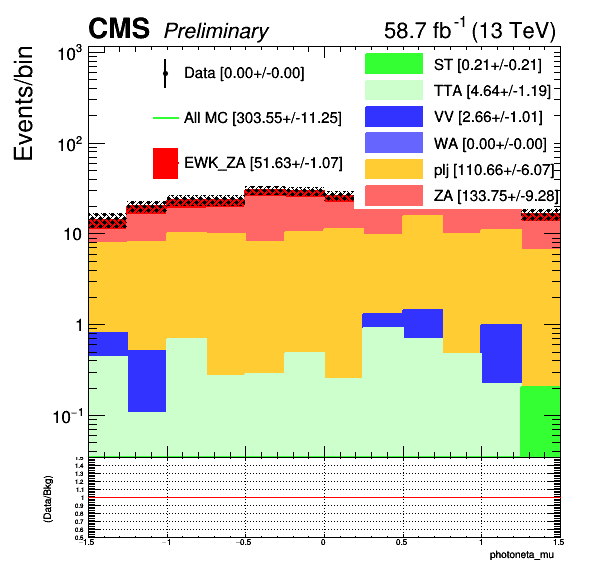 CMS Preliminary 58.7 fb⁻¹ (13 TeV)
Events/bin
10³
10²
10
1
10⁻¹
Data [0.00+/-0.00]
All MC [303.55+/-11.25]
EWK_ZA [51.63+/-1.07]
ST [0.21+/-0.21]
TTA [4.64+/-1.19]
VV [2.66+/-1.01]
WA [0.00+/-0.00]
plj [110.66+/-6.07]
ZA [133.75+/-9.28]
(Data/Bkg)
1.5
1.4
1.3
1.2
1.1
1
0.9
0.8
0.7
0.6
0.5
-1.5 -1 -0.5 0 0.5 1 1.5
photoneta_mu